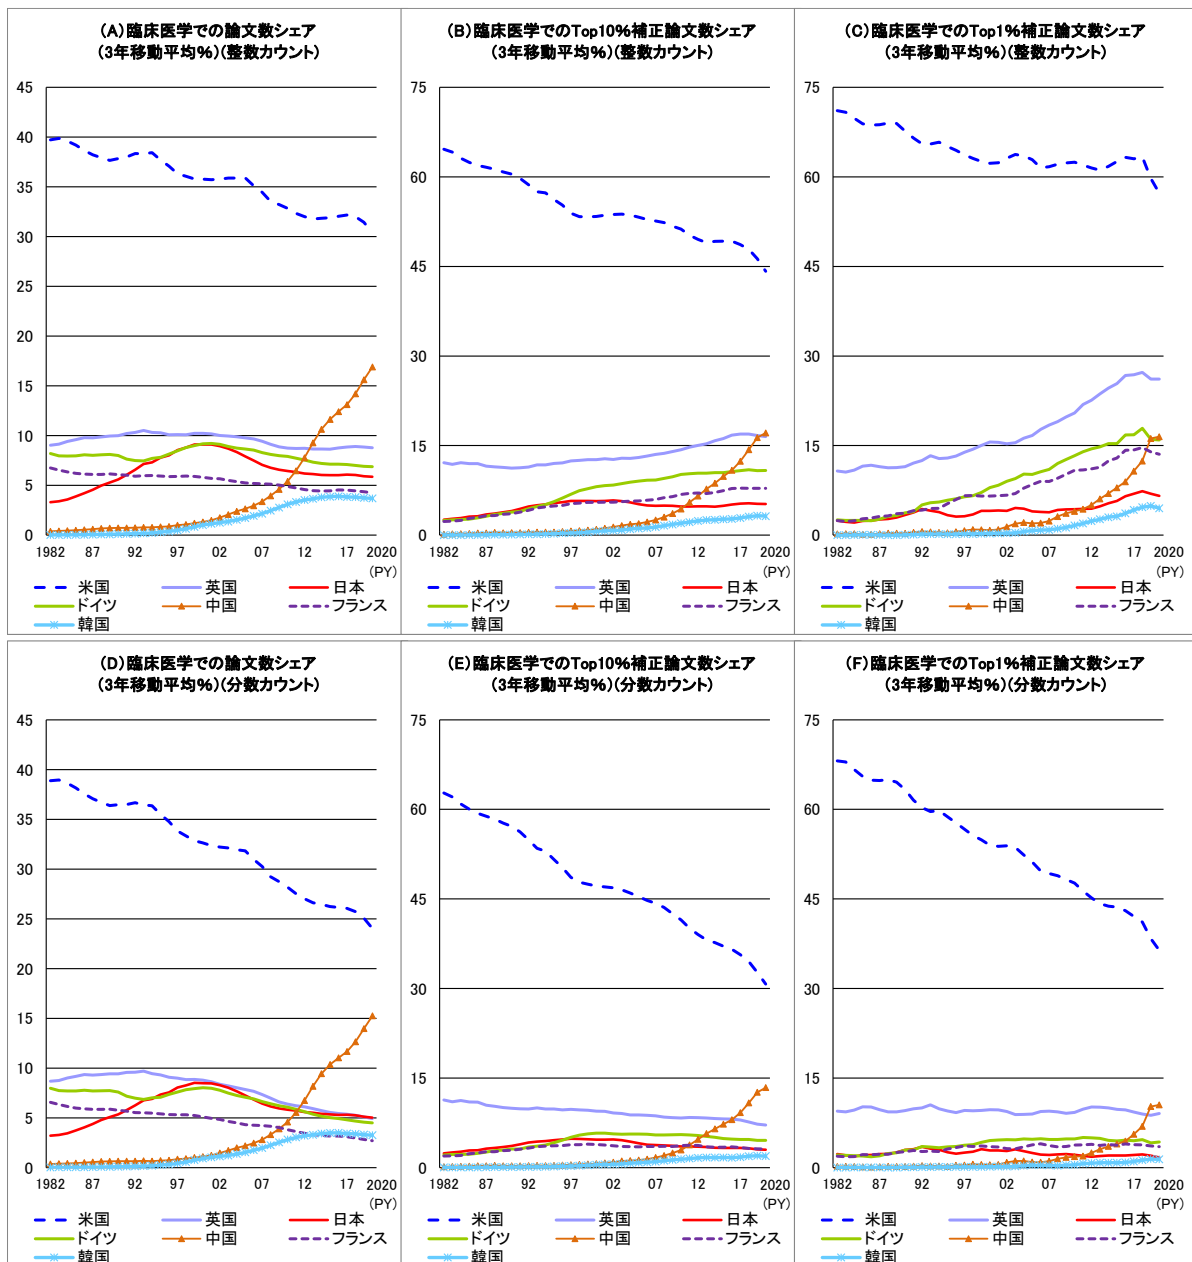 (A)臨床医学での論文数シェア
(3年移動平均%)(整数カウント)
45
40
35
30
25
20
15
10
5
0
1982 87 92 97 02 07 12 17 2020
(PY)
米国 英国 日本
ドイツ 中国 フランス
韓国
(B)臨床医学でのTop10%補正論文数シェア
(3年移動平均%)(整数カウント)
75
60
45
30
15
0
1982 87 92 97 02 07 12 17 2020
(PY)
米国 英国 日本
ドイツ 中国 フランス
韓国
(C)臨床医学でのTop1%補正論文数シェア
(3年移動平均%)(整数カウント)
75
60
45
30
15
0
1982 87 92 97 02 07 12 17 2020
(PY)
米国 英国 日本
ドイツ 中国 フランス
韓国
(D)臨床医学での論文数シェア
(3年移動平均%)(分数カウント)
45
40
35
30
25
20
15
10
5
0
1982 87 92 97 02 07 12 17 2020
(PY)
米国 英国 日本
ドイツ 中国 フランス
韓国
(E)臨床医学でのTop10%補正論文数シェア
(3年移動平均%)(分数カウント)
75
60
45
30
15
0
1982 87 92 97 02 07 12 17 2020
(PY)
米国 英国 日本
ドイツ 中国 フランス
韓国
(F)臨床医学でのTop1%補正論文数シェア
(3年移動平均%)(分数カウント)
75
60
45
30
15
0
1982 87 92 97 02 07 12 17 2020
(PY)
米国 英国 日本
ドイツ 中国 フランス
韓国